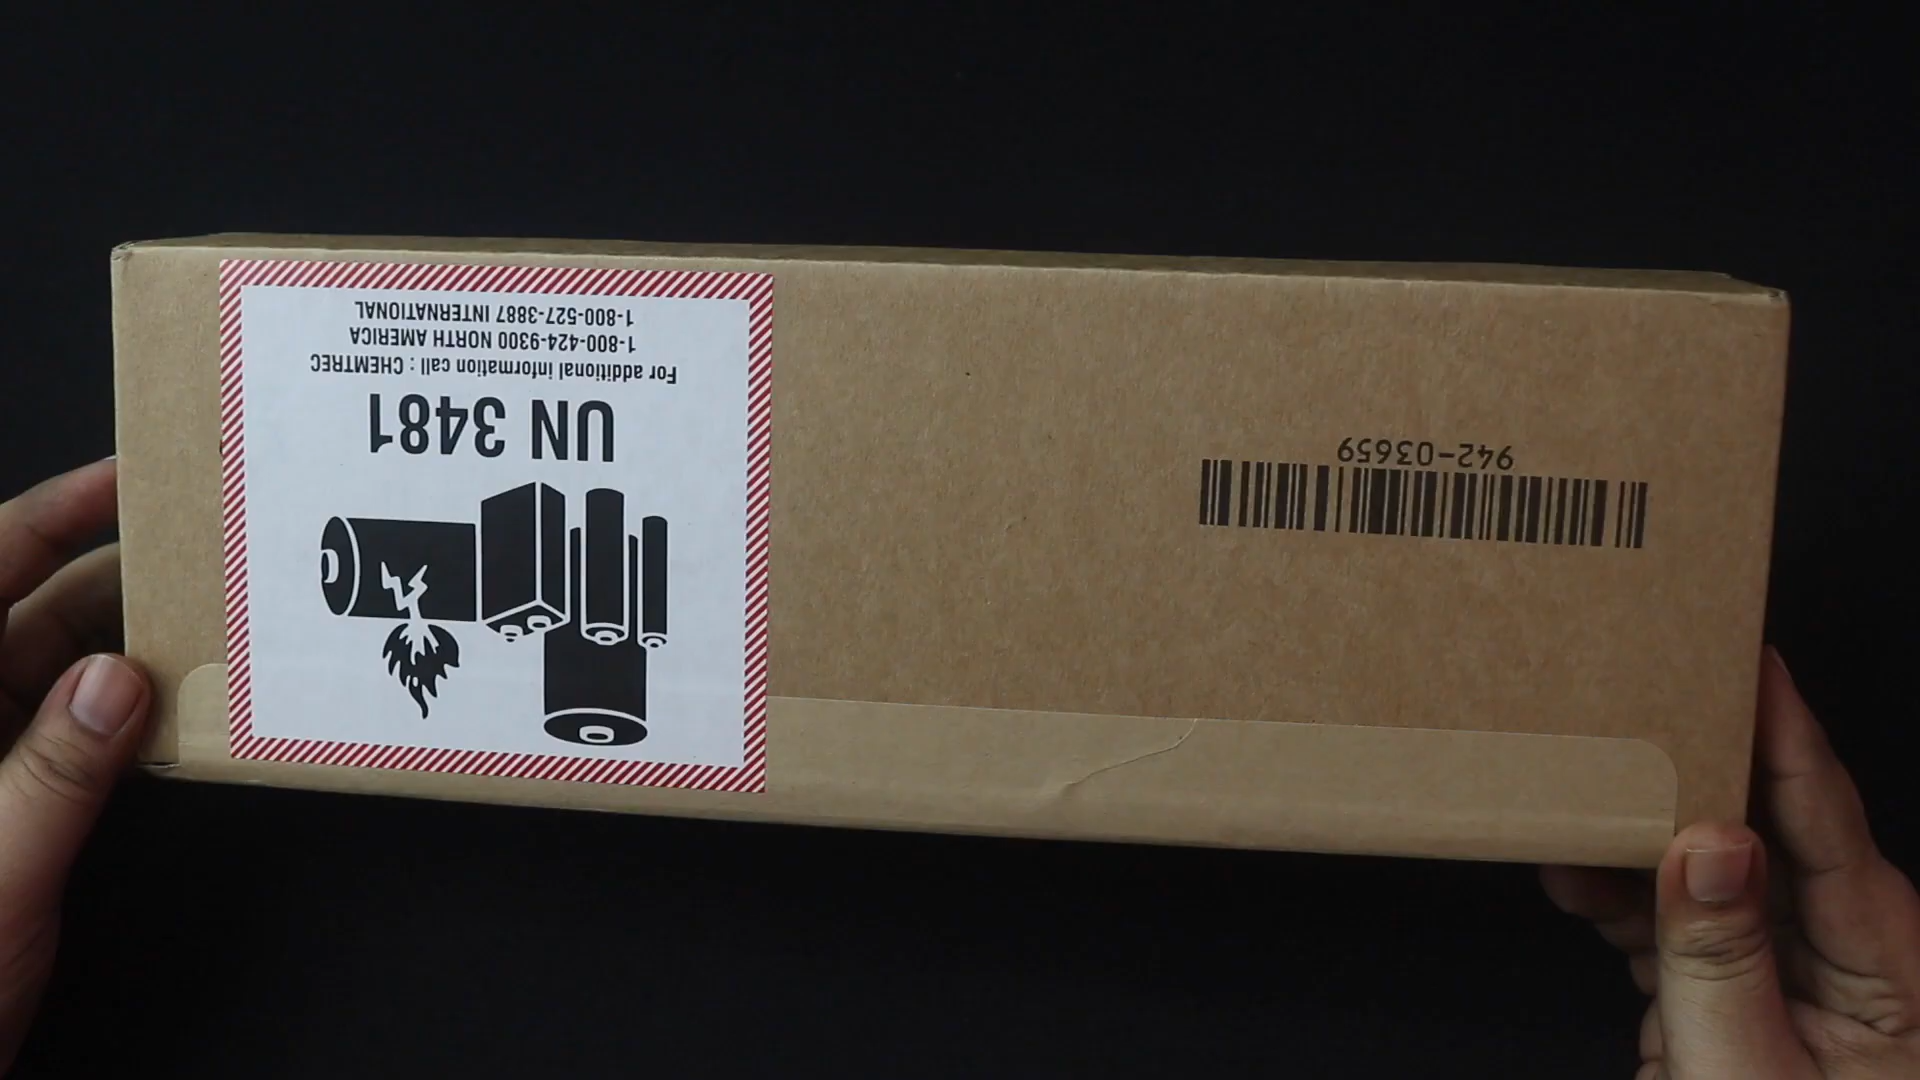 UN 3481
For additional information call : CHEMTREC
1-800-424-9300 NORTH AMERICA
1-800-527-3887 INTERNATIONAL
942-03659